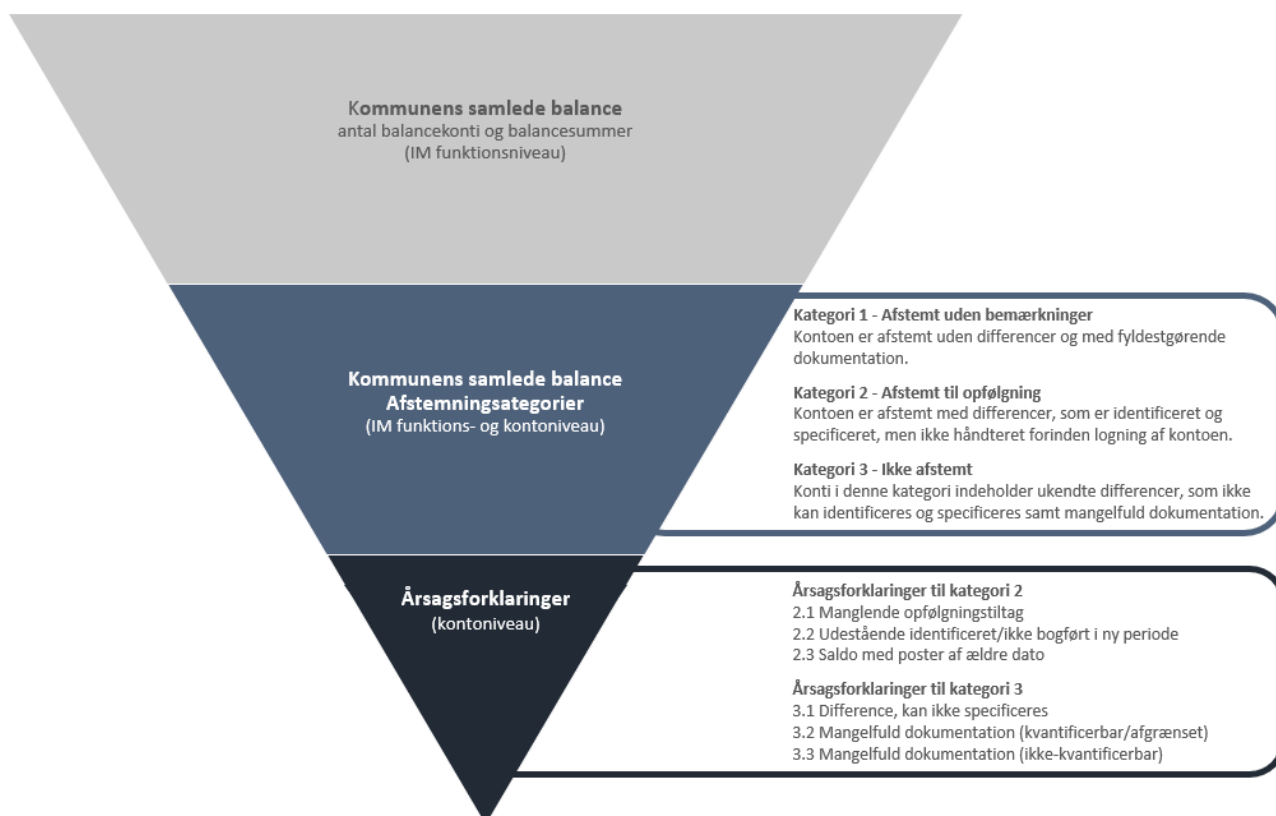 Kommunens samlede balance
antal balancekonti og balancesummer
(IM funktionsniveau)
Kommunens samlede balance
Afstemningsategorier
(IM funktions- og kontoniveau)
Kategori 1 - Afstemt uden bemærkninger
Kontoen er afstemt uden differencer og med fyldestgørende
dokumentation.
Kategori 2 - Afstemt til opfølgning
Kontoen er afstemt med differencer, som er identificeret og
specificeret, men ikke håndteret forinden logning af kontoen.
Kategori 3 - Ikke afstemt
Konti i denne kategori indeholder ukendte differencer, som ikke
kan identificeres og specificeres samt mangelfuld dokumentation.
Årsagsforklaringer
(kontoniveau)
Årsagsforklaringer til kategori 2
2.1 Manglende opfølgningstiltag
2.2 Udestående identificeret/ikke bogført i ny periode
2.3 Saldo med poster af ældre dato
Årsagsforklaringer til kategori 3
3.1 Difference, kan ikke specificeres
3.2 Mangelfuld dokumentation (kvantificerbar/afgrænset)
3.3 Mangelfuld dokumentation (ikke-kvantificerbar)